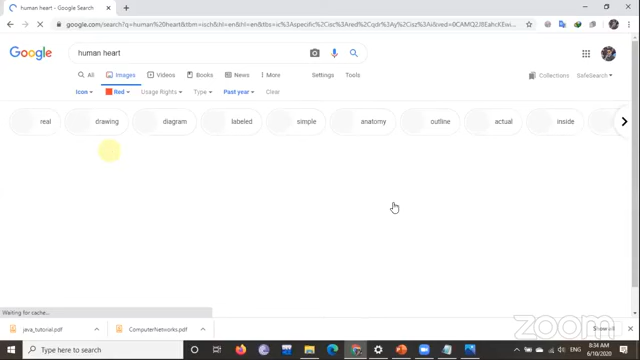 human heart - Google Search
google.com/search?q=human%20heart&tbm=isch&hl=en&tbs=ic%3Aspecific%2Cisc%3Ared%2Cqdr%3Ay%2Cisz%3Ai&ved=0CAMQ2J8EahcKEwi...
Google
human heart
All Images Videos Books News More Settings Tools Collections SafeSearch
Icon Red Usage Rights Type Past year Clear
real drawing diagram labeled simple anatomy outline actual inside
Waiting for cache...
java_tutorial.pdf ComputerNetworks.pdf Show all
zoom
Type here to search ENG 8:34 AM
6/10/2020